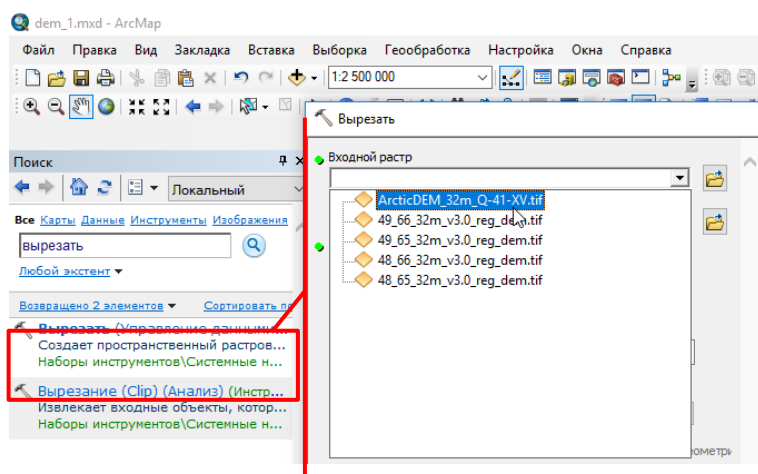 dem_1.mxd - ArcMap
Файл Правка Вид Закладка Вставка Выборка Геообработка Настройка Окна Справка
1:2 500 000
Вырезать
Поиск
Входной растр
Локальный
ArcticDEM_32m_Q-41-XV.tif
Все Карты Данные Инструменты Изображения
49_66_32m_v3.0_reg_dem.tif
вырезать
49_65_32m_v3.0_reg_dem.tif
48_66_32m_v3.0_reg_dem.tif
Любой экстент
48_65_32m_v3.0_reg_dem.tif
Возвращено 2 элементов Сортировать по
Вырезать (Управление данными...
Создает пространственный растров...
Наборы инструментов\Системные н...
Вырезание (Clip) (Анализ) (Инстр...
Извлекает входные объекты, котор...
Наборы инструментов\Системные н...